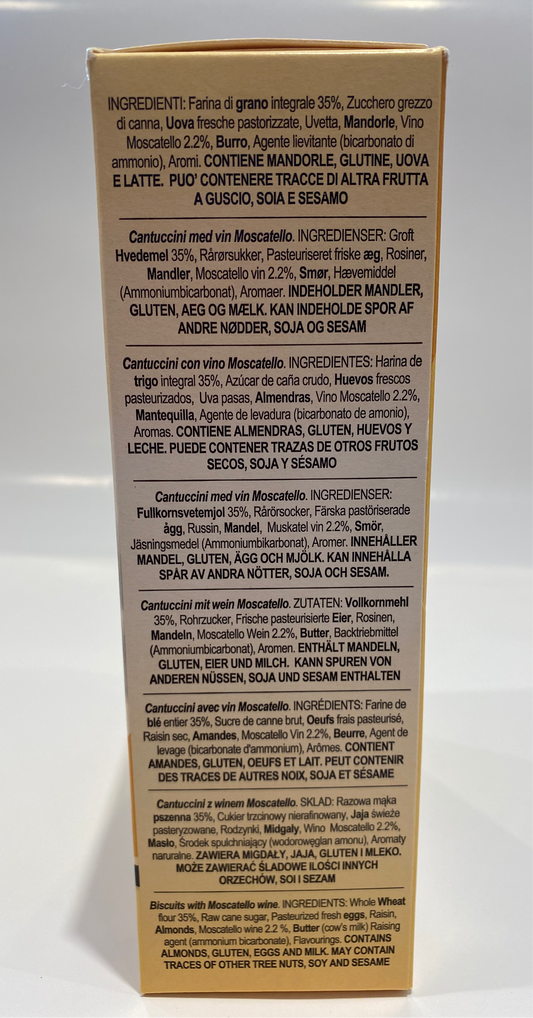 INGREDIENTI: Farina di grano integrale 35%, Zucchero grezzo
di canna, Uova fresche pastorizzate, Uvetta, Mandorle, Vino
Moscatello 2.2%, Burro, Agente lievitante (bicarbonato di
ammonio), Aromi. CONTIENE MANDORLE, GLUTINE, UOVA
E LATTE. PUO' CONTENERE TRACCE DI ALTRA FRUTTA
A GUSCIO, SOIA E SESAMO
Cantuccini med vin Moscatello. INGREDIENSER: Groft
Hvedemel 35%, Rårørsukker, Pasteuriseret friske æg, Rosiner,
Mandler, Moscatello vin 2.2%, Smør, Hævemiddel
(Ammoniumbicarbonat), Aromaer. INDEHOLDER MANDLER,
GLUTEN, AEG OG MÆLK. KAN INDEHOLDE SPOR AF
ANDRE NØDDER, SOJA OG SESAM
Cantuccini con vino Moscatello. INGREDIENTES: Harina de
trigo integral 35%, Azúcar de caña crudo, Huevos frescos
pasteurizados, Uva pasas, Almendras, Vino Moscatello 2.2%,
Mantequilla, Agente de levadura (bicarbonato de amonio),
Aromas. CONTIENE ALMENDRAS, GLUTEN, HUEVOS Y
LECHE. PUEDE CONTENER TRAZAS DE OTROS FRUTOS
SECOS, SOJA Y SÉSAMO
Cantuccini med vin Moscatello. INGREDIENSER:
Fullkornsvetemjol 35%, Rårörsocker, Färska pastöriserade
ågg, Russin, Mandel, Muskatel vin 2.2%, Smör,
Jäsningsmedel (Ammoniumbikarbonat), Aromer. INNEHÅLLER
MANDEL, GLUTEN, ÄGG OCH MJÖLK. KAN INNEHÅLLA
SPÅR AV ANDRA NÖTTER, SOJA OCH SESAM.
Cantuccini mit wein Moscatello. ZUTATEN: Vollkornmehl
35%, Rohrzucker, Frische pasteurisierte Eier, Rosinen,
Mandeln, Moscatello Wein 2.2%, Butter, Backtriebmittel
(Ammoniumbicarbonat), Aromen. ENTHÄLT MANDELN,
GLUTEN, EIER UND MILCH. KANN SPUREN VON
ANDEREN NÜSSEN, SOJA UND SESAM ENTHALTEN
Cantuccini avec vin Moscatello. INGRÉDIENTS: Farine de
blé entier 35%, Sucre de canne brut, Oeufs frais pasteurisé,
Raisin sec, Amandes, Moscatello Vin 2.2%, Beurre, Agent de
levage (bicarbonate d'ammonium), Arômes. CONTIENT
AMANDES, GLUTEN, OEUFS ET LAIT. PEUT CONTENIR
DES TRACES DE AUTRES NOIX, SOJA ET SÉSAME
Cantuccini z winem Moscatello. SKLAD: Razowa mąka
pszenna 35%, Cukier trzcinowy nierafinowany, Jaja świeże
pasteryzowane, Rodzynki, Midgaly, Wino Moscatello 2.2%,
Masło, Środek spulchniający (wodorowęglan amonu), Aromaty
naruralne. ZAWIERA MIGDAŁY, JAJA, GLUTEN I MLEKO.
MOŻE ZAWIERAĆ ŚLADOWE ILOŚCI INNYCH
ORZECHÓW, SOI I SEZAM
Biscuits with Moscatello wine. INGREDIENTS: Whole Wheat
flour 35%, Raw cane sugar, Pasteurized fresh eggs, Raisin,
Almonds, Moscatello wine 2.2 %, Butter (cow's milk) Raising
agent (ammonium bicarbonate), Flavourings. CONTAINS
ALMONDS, GLUTEN, EGGS AND MILK. MAY CONTAIN
TRACES OF OTHER TREE NUTS, SOY AND SESAME